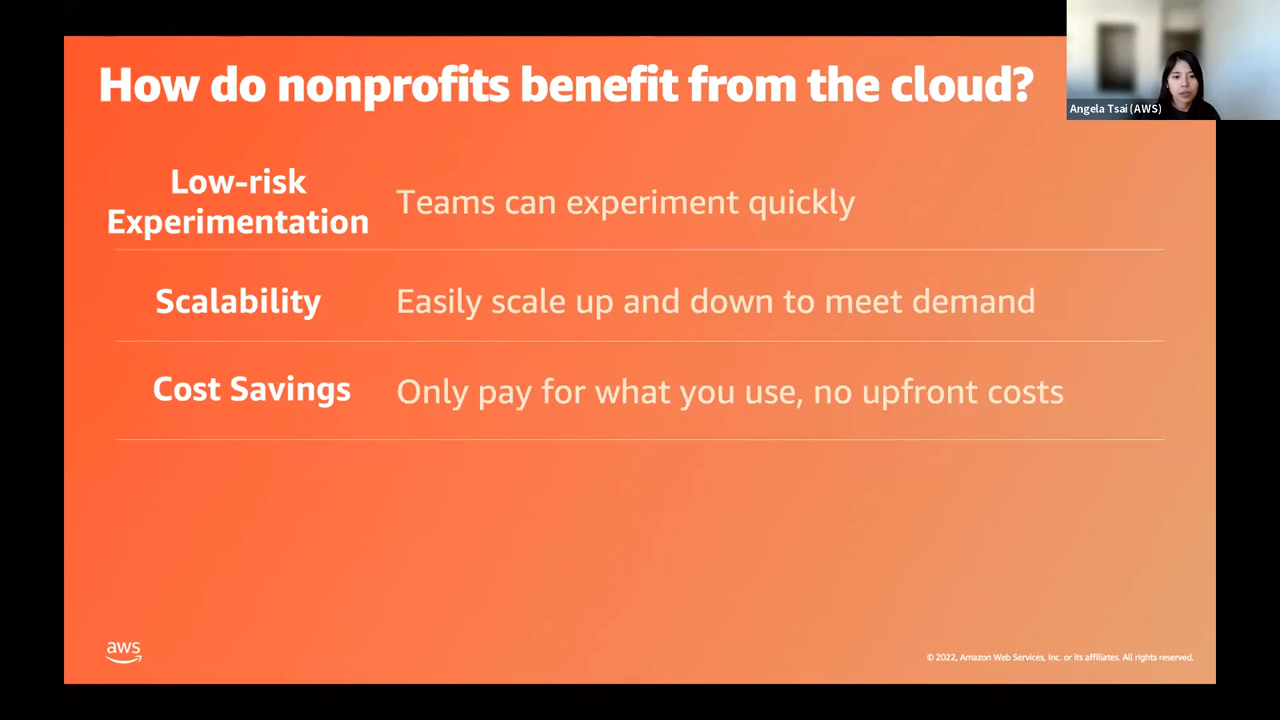 How do nonprofits benefit from the cloud?
Angela Tsai (AWS)
Low-risk
Experimentation
Teams can experiment quickly
Scalability
Easily scale up and down to meet demand
Cost Savings
Only pay for what you use, no upfront costs
aws
© 2022, Amazon Web Services, Inc. or its affiliates. All rights reserved.